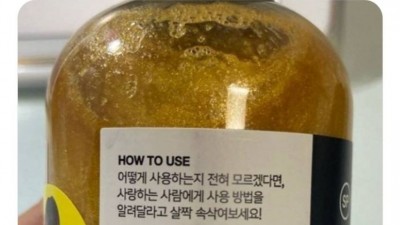 HOW TO USE
어떻게 사용하는지 전혀 모르겠다면,
사랑하는 사람에게 사용 방법을
알려달라고 살짝 속삭여보세요!
SF